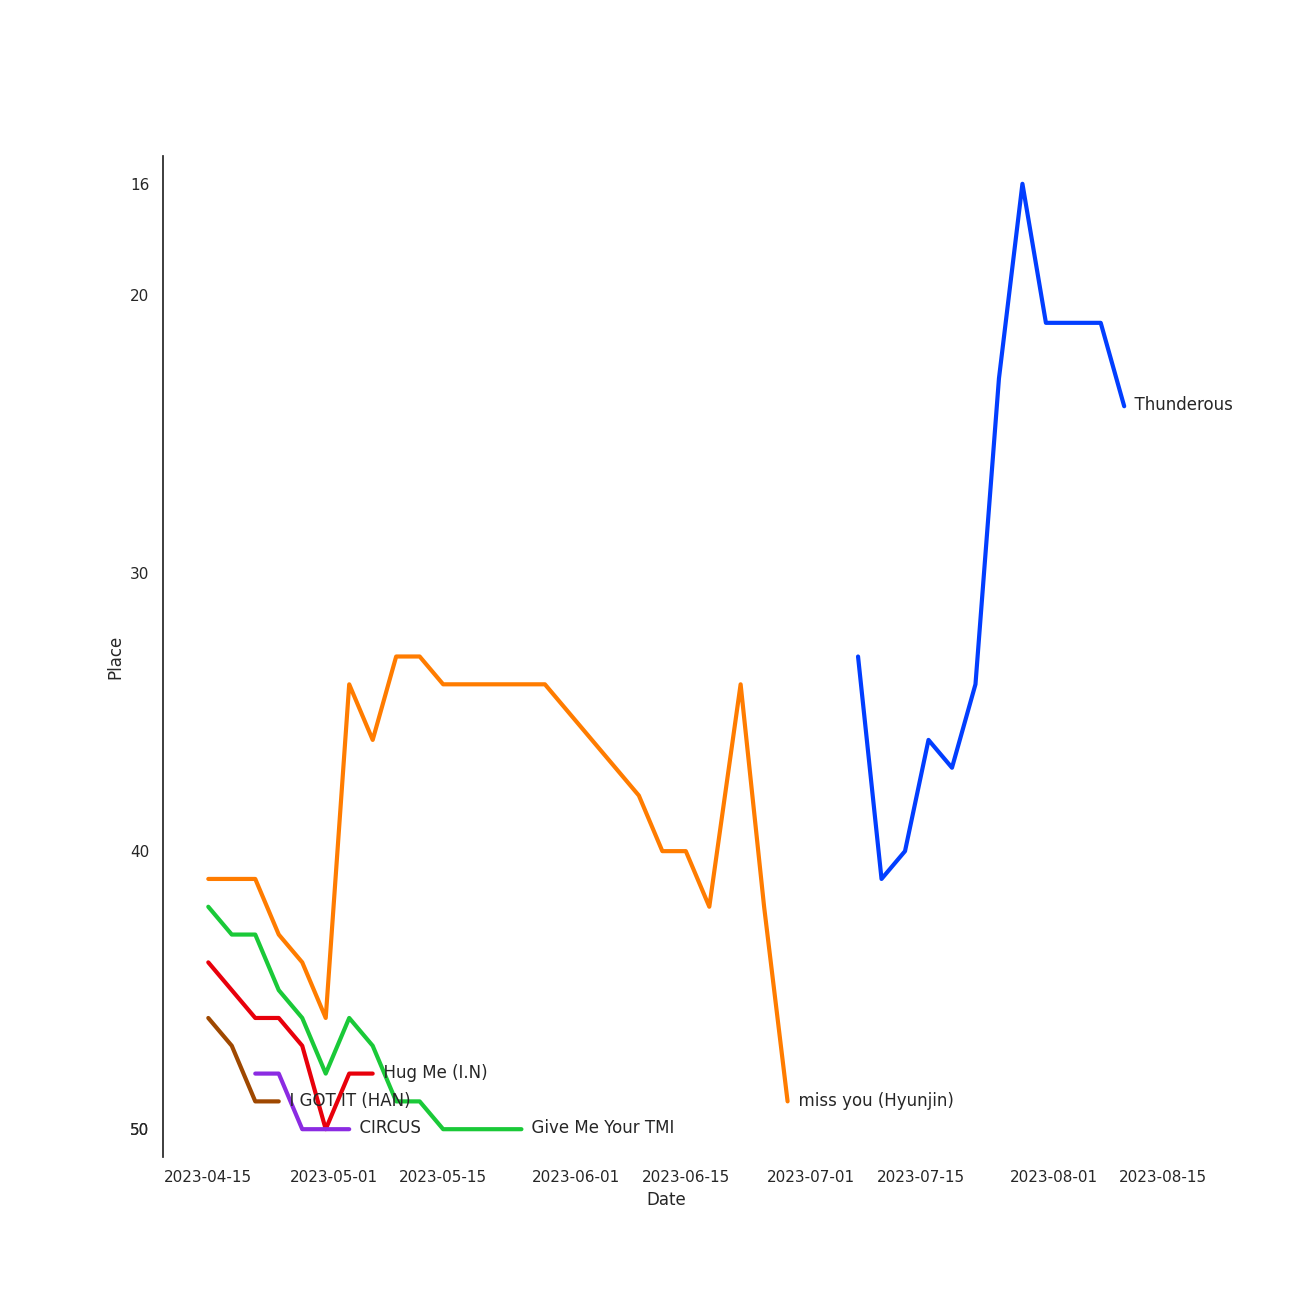 16
20
Thunderous
30
Place
40
Hug Me (I.N)
I GOT IT (HAN)
miss you (Hyunjin)
50
CIRCUS
Give Me Your TMI
2023-04-15 2023-05-01 2023-05-15 2023-06-01 2023-06-15 2023-07-01 2023-07-15 2023-08-01 2023-08-15
Date